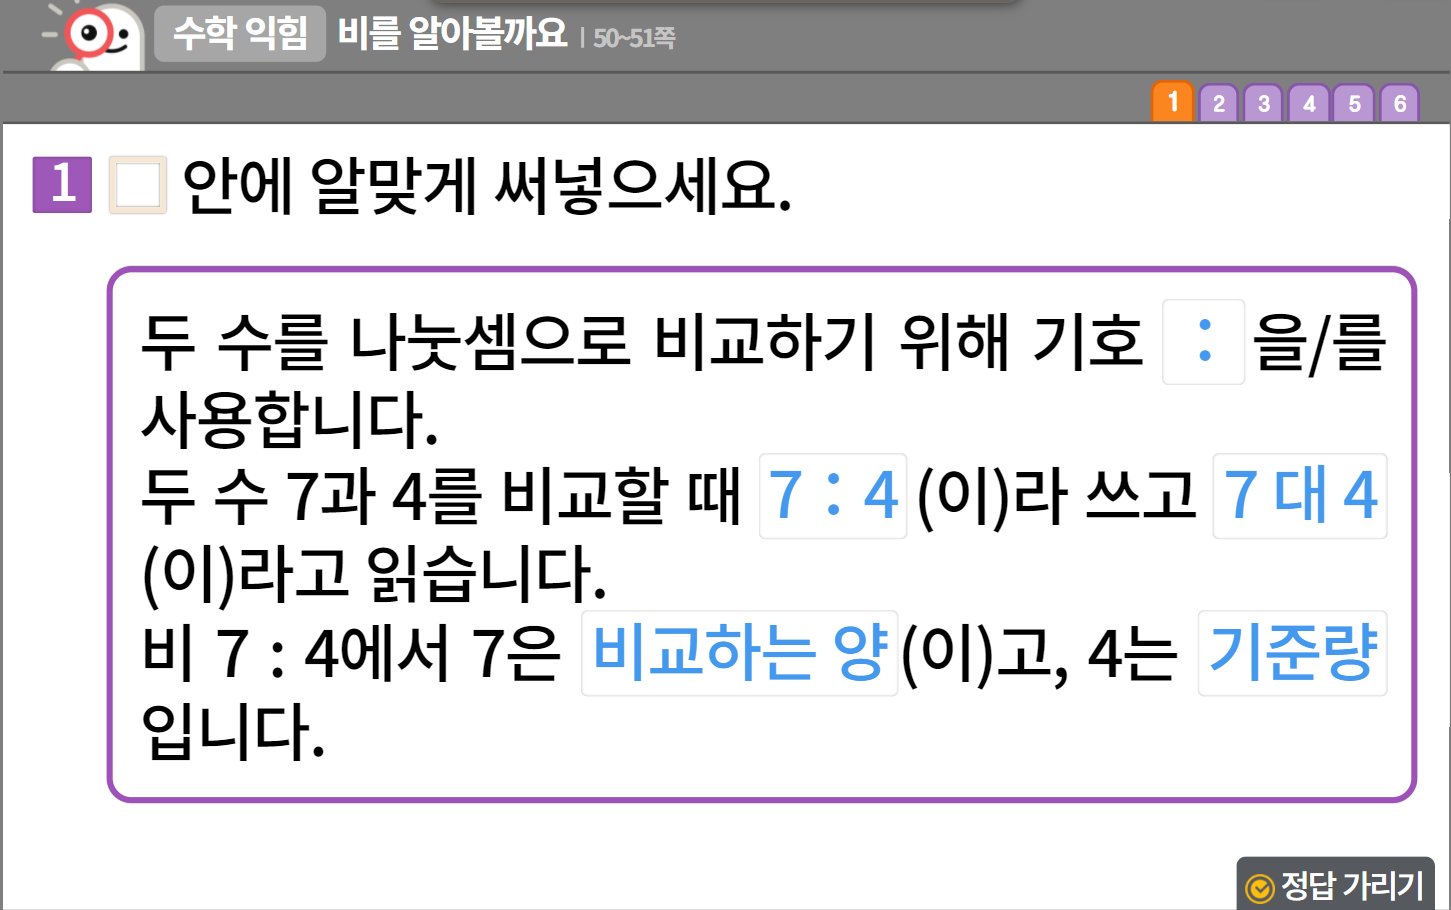 수학 익힘 비를 알아볼까요 | 50~51쪽
1 2 3 4 5 6
1 □ 안에 알맞게 써넣으세요.
두 수를 나눗셈으로 비교하기 위해 기호 : 을/를
사용합니다.
두 수 7과 4를 비교할 때 7 : 4 (이)라 쓰고 7 대 4
(이)라고 읽습니다.
비 7 : 4에서 7은 비교하는 양 (이)고, 4는 기준량
입니다.
정답 가리기